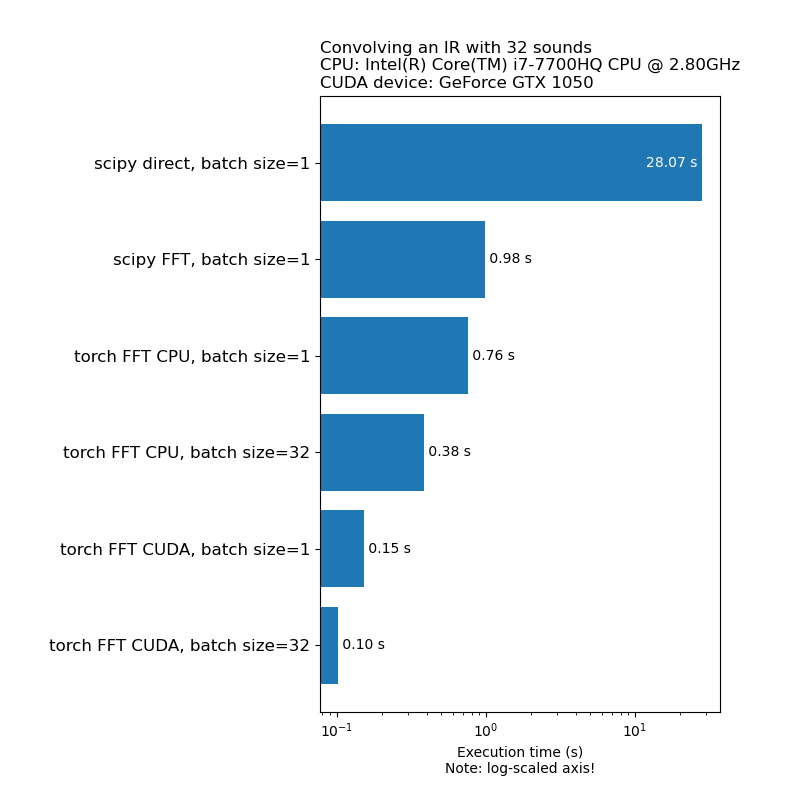 Convolving an IR with 32 sounds
CPU: Intel(R) Core(TM) i7-7700HQ CPU @ 2.80GHz
CUDA device: GeForce GTX 1050
scipy direct, batch size=1
28.07 s
scipy FFT, batch size=1
0.98 s
torch FFT CPU, batch size=1
0.76 s
torch FFT CPU, batch size=32
0.38 s
torch FFT CUDA, batch size=1
0.15 s
torch FFT CUDA, batch size=32
0.10 s
10⁻¹ 10⁰ 10¹
Execution time (s)
Note: log-scaled axis!